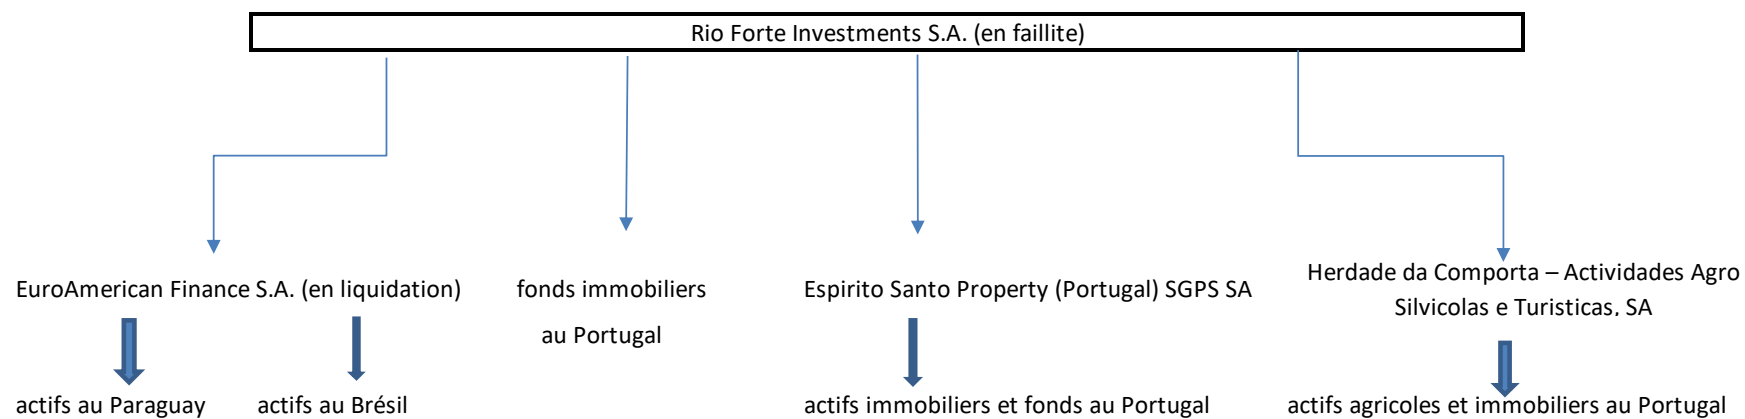 Rio Forte Investments S.A. (en faillite)
EuroAmerican Finance S.A. (en liquidation)
fonds immobiliers
au Portugal
Espirito Santo Property (Portugal) SGPS SA
Herdade da Comporta – Actividades Agro
Silvicolas e Turisticas, SA
actifs au Paraguay
actifs au Brésil
actifs immobiliers et fonds au Portugal
actifs agricoles et immobiliers au Portugal